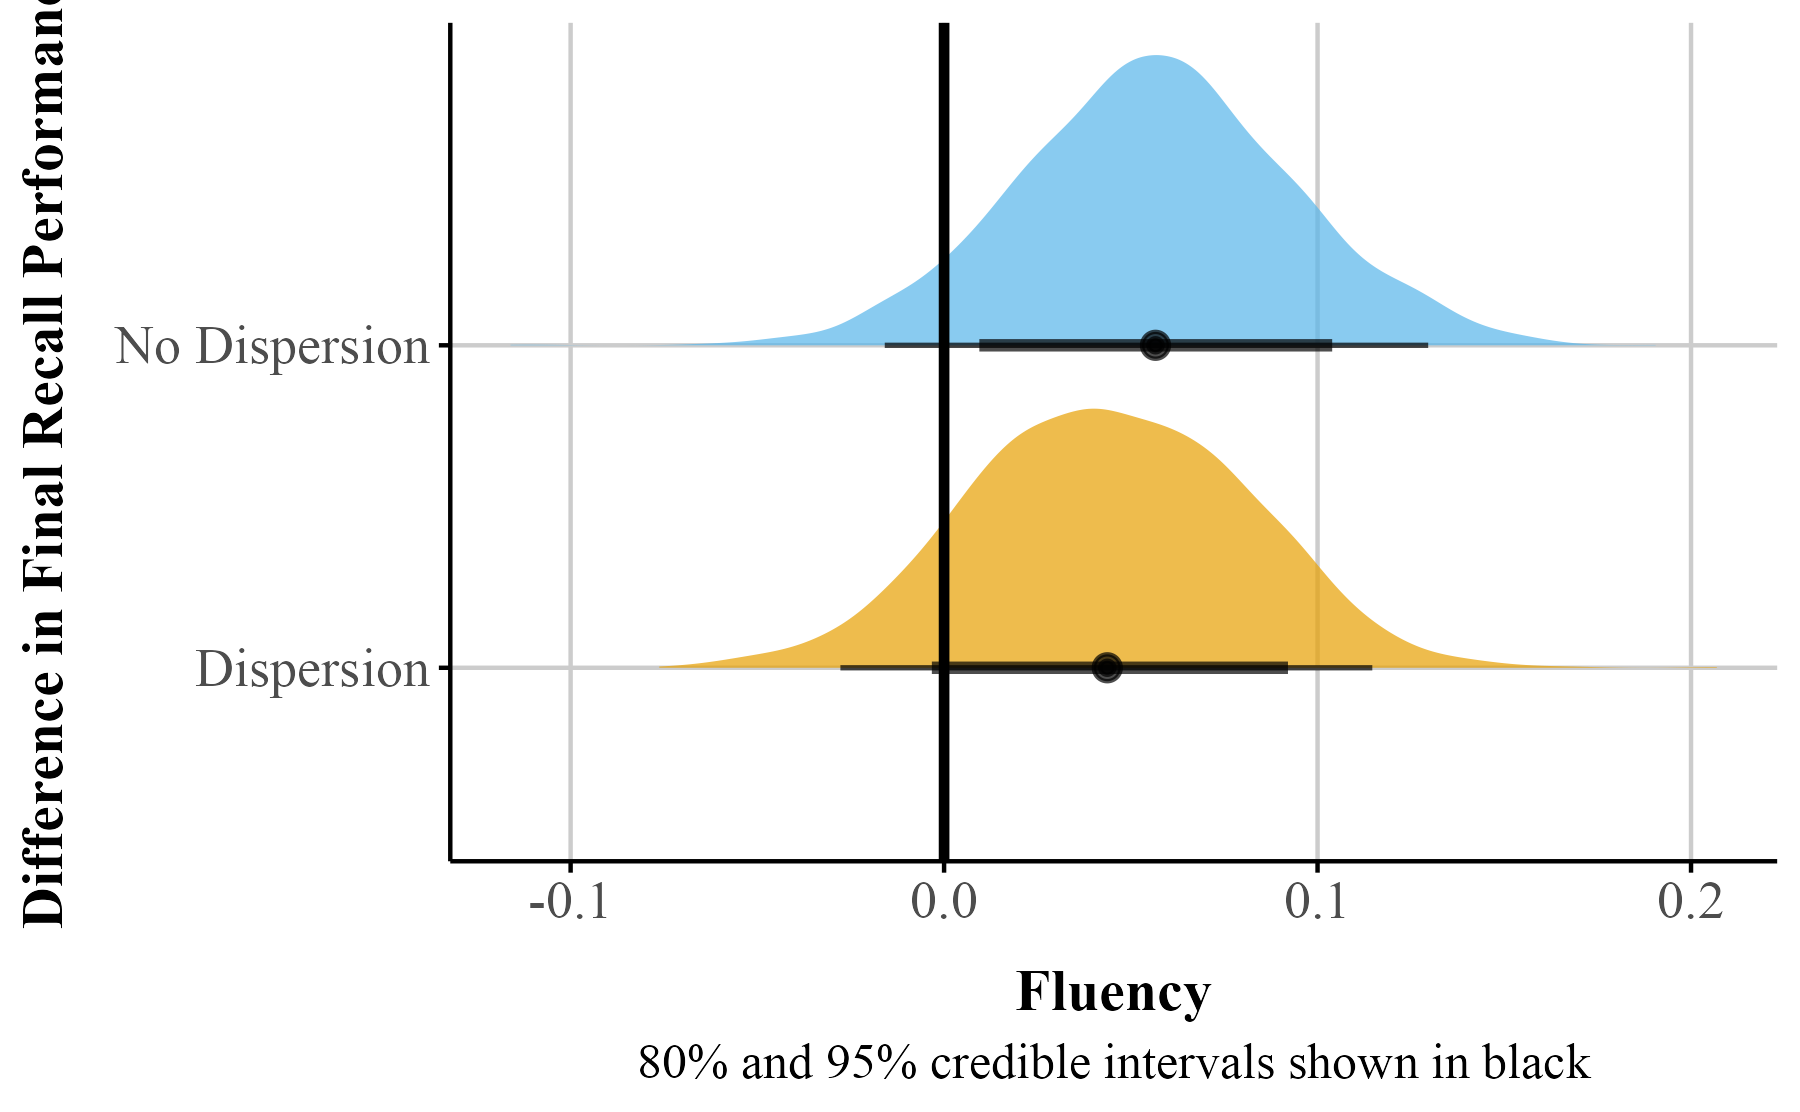 Difference in Final Recall Performanc
No Dispersion
Dispersion
-0.1 0.0 0.1 0.2
Fluency
80% and 95% credible intervals shown in black